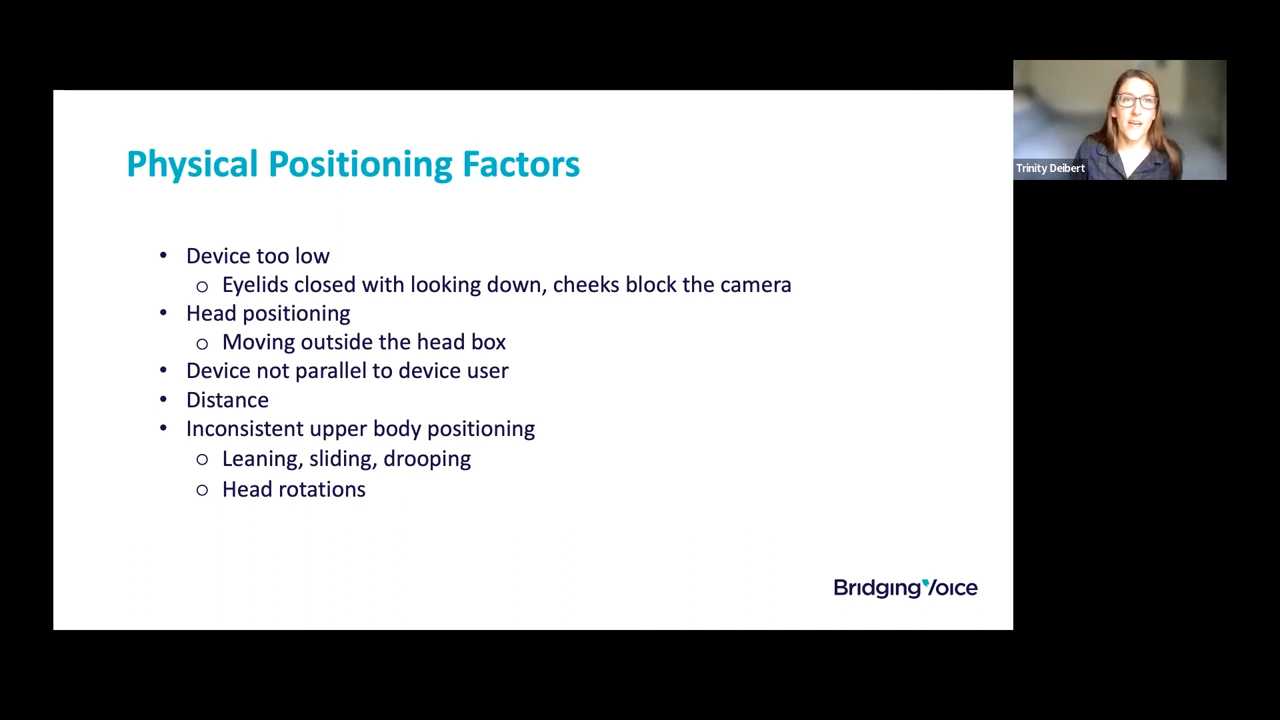 Physical Positioning Factors
• Device too low
o Eyelids closed with looking down, cheeks block the camera
• Head positioning
o Moving outside the head box
• Device not parallel to device user
• Distance
• Inconsistent upper body positioning
o Leaning, sliding, drooping
o Head rotations
BridgingVoice
Trinity Deibert